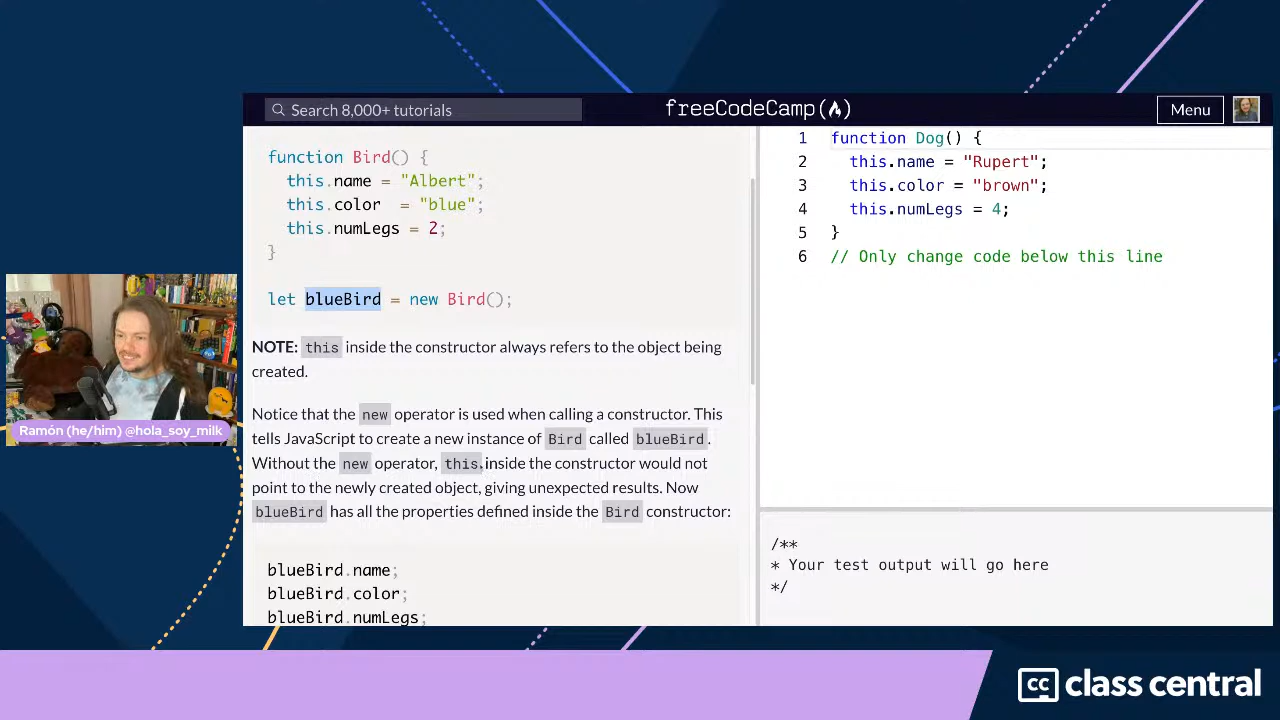 Search 8,000+ tutorials
freeCodeCamp
Menu
function Bird() {
this.name = "Albert";
this.color = "blue";
this.numLegs = 2;
}
let blueBird = new Bird();
NOTE: this inside the constructor always refers to the object being
created.
Notice that the new operator is used when calling a constructor. This
tells JavaScript to create a new instance of Bird called blueBird.
Without the new operator, this inside the constructor would not
point to the newly created object, giving unexpected results. Now
blueBird has all the properties defined inside the Bird constructor:
blueBird.name;
blueBird.color;
blueBird.numLegs;
1 function Dog() {
2 this.name = "Rupert";
3 this.color = "brown";
4 this.numLegs = 4;
5 }
6 // Only change code below this line
/**
* Your test output will go here
*/
Ramón (he/him) @hola_soy_milk
cc class central